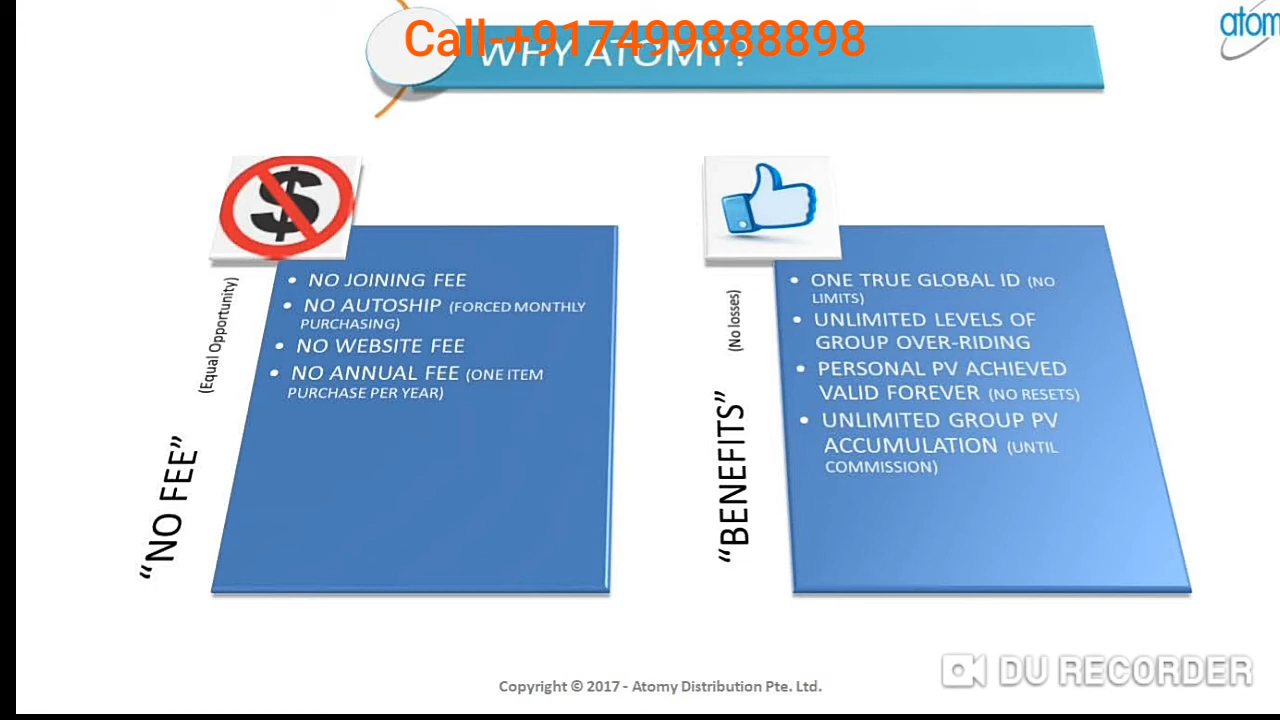 Call-+917499888898
WHY ATOMY?
atom
"NO FEE"
(Equal Opportunity)
• NO JOINING FEE
• NO AUTOSHIP (FORCED MONTHLY
PURCHASING)
• NO WEBSITE FEE
• NO ANNUAL FEE (ONE ITEM
PURCHASE PER YEAR)
"BENEFITS"
(No losses)
• ONE TRUE GLOBAL ID (NO
LIMITS)
• UNLIMITED LEVELS OF
GROUP OVER-RIDING
• PERSONAL PV ACHIEVED
VALID FOREVER (NO RESETS)
• UNLIMITED GROUP PV
ACCUMULATION (UNTIL
COMMISSION)
DU RECORDER
Copyright © 2017 - Atomy Distribution Pte. Ltd.